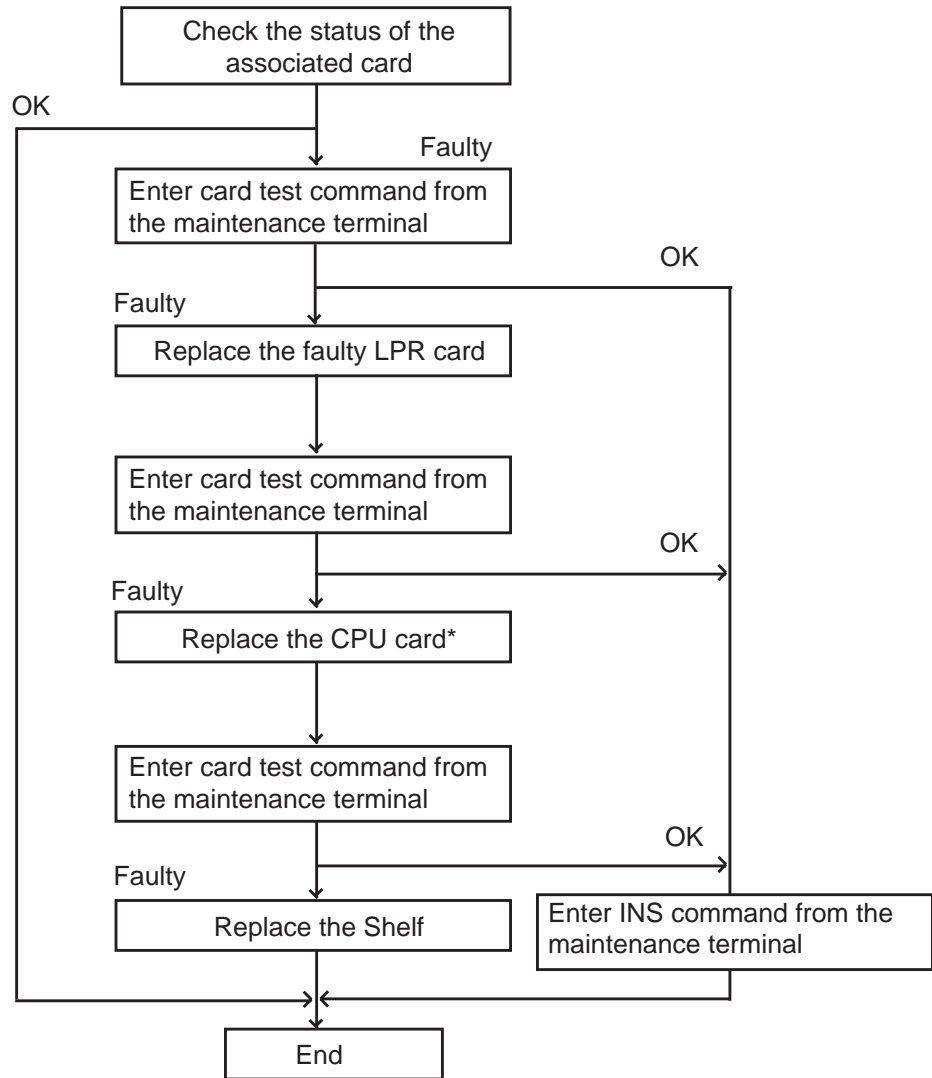 Check the status of the
associated card
OK
Faulty
Enter card test command from
the maintenance terminal
OK
Faulty
Replace the faulty LPR card
Enter card test command from
the maintenance terminal
OK
Faulty
Replace the CPU card*
Enter card test command from
the maintenance terminal
OK
Faulty
Replace the Shelf
Enter INS command from the
maintenance terminal
End